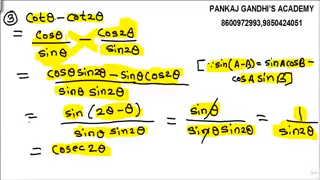 PANKAJ GANDHI'S ACADEMY
8600972993,9850424051
③ cotθ - cot2θ
= cosθ/sinθ - cos2θ/sin2θ
= (cosθ sin2θ - sinθ cos2θ)/(sinθ sin2θ)
[∵ sin(A-B) = sinA cosB - cosA sinB]
= sin(2θ-θ)/(sinθ sin2θ) = sinθ/(sinθ sin2θ) = 1/sin2θ
= cosec2θ